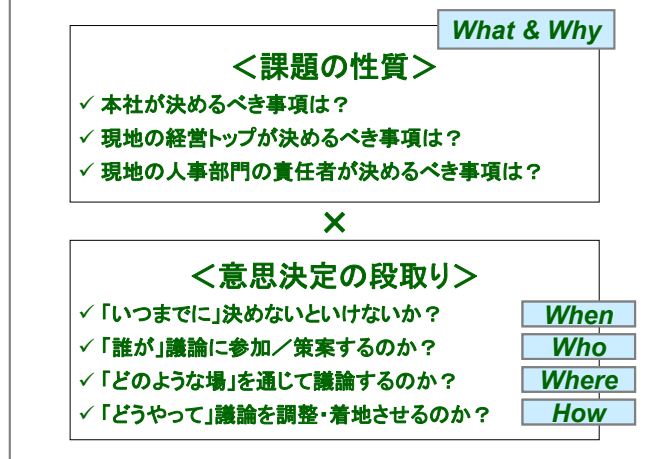 What & Why
＜課題の性質＞
✓ 本社が決めるべき事項は？
✓ 現地の経営トップが決めるべき事項は？
✓ 現地の人事部門の責任者が決めるべき事項は？
×
＜意思決定の段取り＞
✓ 「いつまでに」決めないといけないか？ When
✓ 「誰が」議論に参加／策案するのか？ Who
✓ 「どのような場」を通じて議論するのか？ Where
✓ 「どうやって」議論を調整・着地させるのか？ How